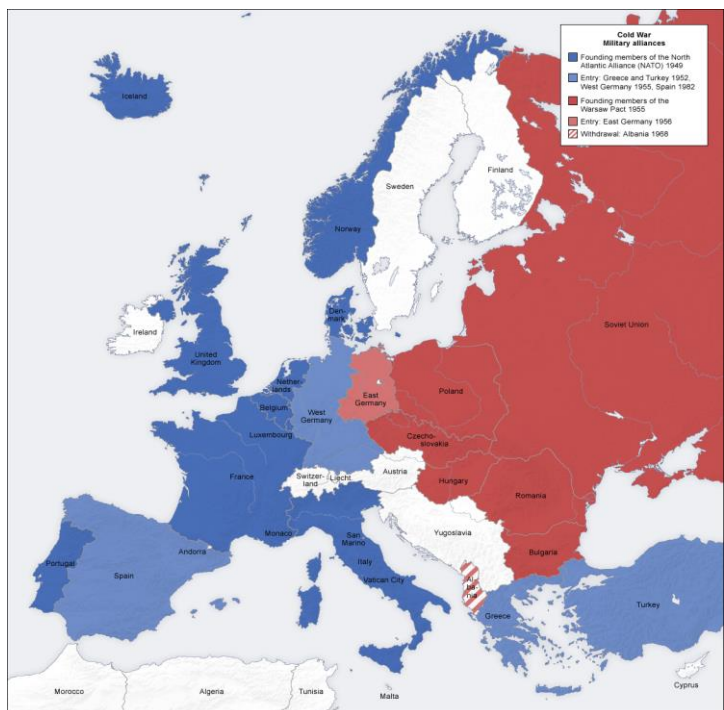 Cold War
Military alliances
Founding members of the North
Atlantic Alliance (NATO) 1949
Entry: Greece and Turkey 1952,
West Germany 1955, Spain 1982
Founding members of the
Warsaw Pact 1955
Entry: East Germany 1956
Withdrawal: Albania 1968
Iceland
Finland
Sweden
Norway
Soviet Union
Den-
mark
Ireland
United
Kingdom
Nether-
lands
Belgium
West
Germany
East
Germany
Poland
Luxembourg
Czecho-
slovakia
France
Switzer-
land
Liecht.
Austria
Hungary
Romania
Monaco
San
Marino
Yugoslavia
Bulgaria
Andorra
Portugal
Spain
Italy
Vatican City
Al
ba-
nia
Greece
Turkey
Morocco
Algeria
Tunisia
Malta
Cyprus